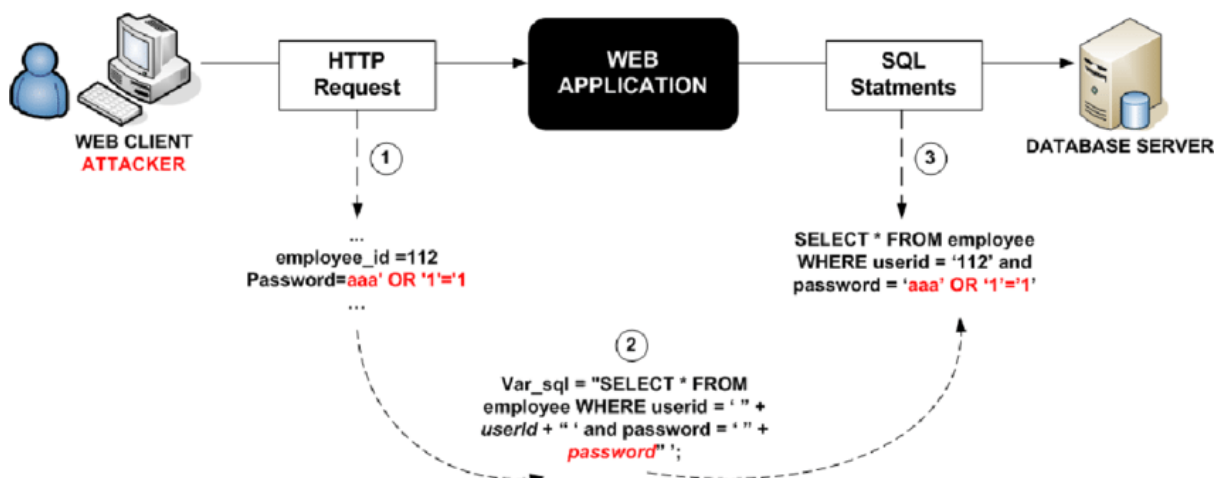 HTTP
Request
WEB
APPLICATION
SQL
Statments
WEB CLIENT
ATTACKER
DATABASE SERVER
1
3
...
employee_id =112
Password=aaa' OR '1'='1
...
SELECT * FROM employee
WHERE userid = ‘112’ and
password = ‘aaa’ OR ‘1’=’1’
2
Var_sql = "SELECT * FROM
employee WHERE userid = ‘ ” +
userId + “ ‘ and password = ‘ ” +
password” ’;